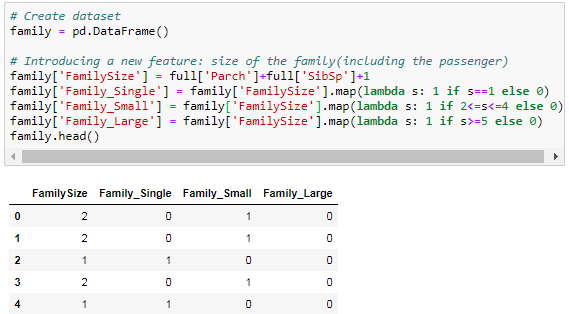 # Create dataset
family = pd.DataFrame()
# Introducing a new feature: size of the family(including the passenger)
family['FamilySize'] = full['Parch']+full['SibSp']+1
family['Family_Single'] = family['FamilySize'].map(lambda s: 1 if s==1 else 0)
family['Family_Small'] = family['FamilySize'].map(lambda s: 1 if 2<=s<=4 else 0)
family['Family_Large'] = family['FamilySize'].map(lambda s: 1 if s>=5 else 0)
family.head()
FamilySize Family_Single Family_Small Family_Large
0 2 0 1 0
1 2 0 1 0
2 1 1 0 0
3 2 0 1 0
4 1 1 0 0